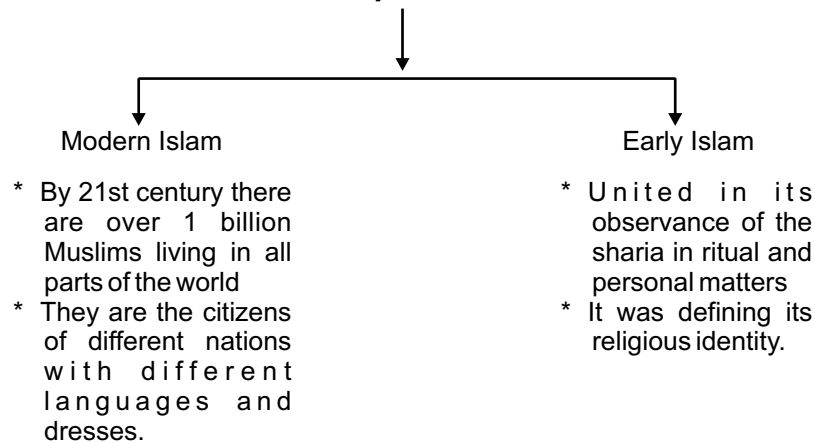 Modern Islam
* By 21st century there
are over 1 billion
Muslims living in all
parts of the world
* They are the citizens
of different nations
with different
languages and
dresses.
Early Islam
* United in its
observance of the
sharia in ritual and
personal matters
* It was defining its
religious identity.